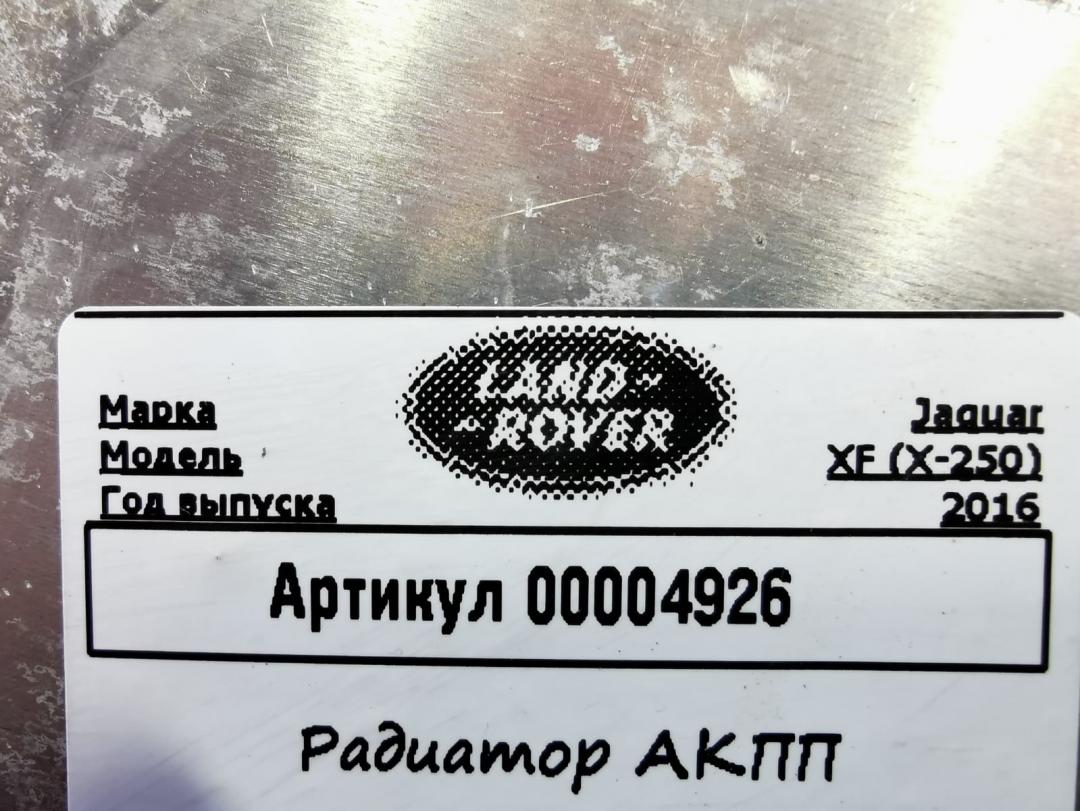 LAND-
-ROVER
Марка Jaguar
Модель XF (X-250)
Год выпуска 2016
Артикул 00004926
Радиатор АКПП